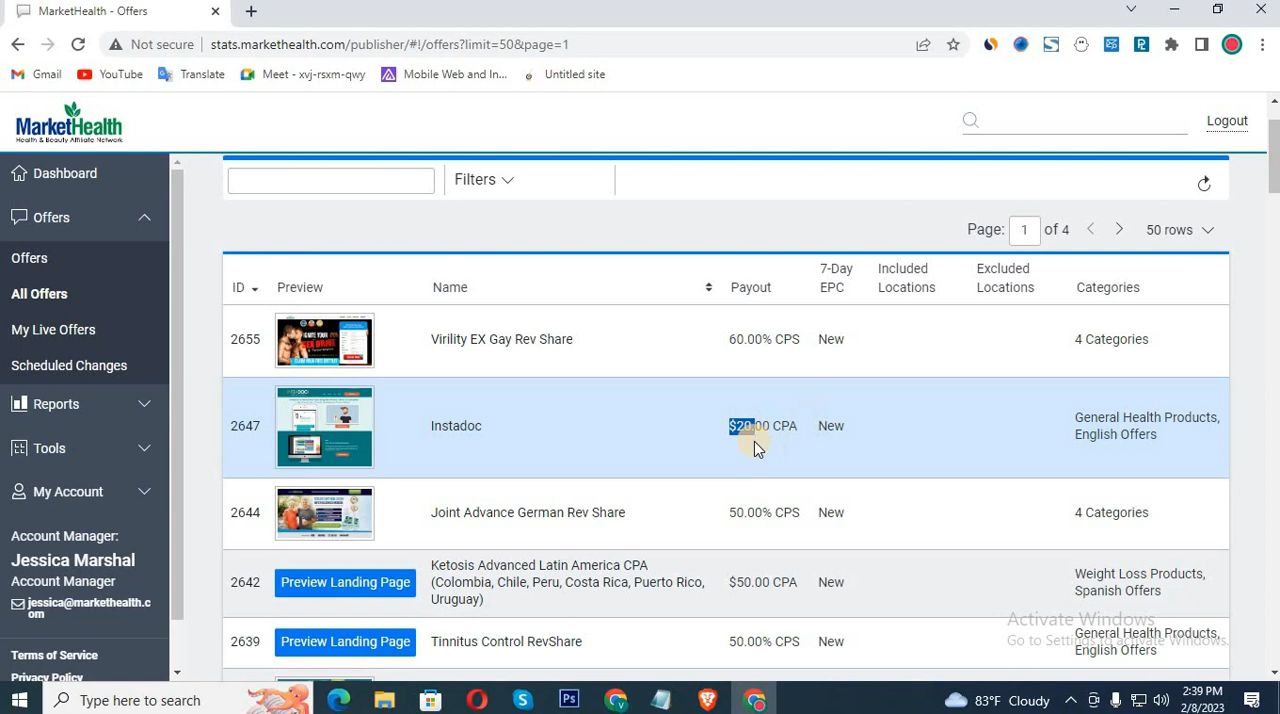 MarketHealth - Offers
Not secure
stats.markethealth.com/publisher/#!/offers?limit=50&page=1
Gmail
YouTube
Translate
Meet - xvj-rsxm-qwy
Mobile Web and In...
Untitled site
MarketHealth
Health & Beauty Affiliate Network
Logout
Dashboard
Offers
Offers
All Offers
My Live Offers
Scheduled Changes
Reports
Tools
My Account
Account Manager:
Jessica Marshal
Account Manager
jessica@markethealth.c
om
Terms of Service
Privacy Policy
Filters
Page: 1 of 4
50 rows
ID Preview Name Payout 7-Day EPC Included Locations Excluded Locations Categories
2655 Virility EX Gay Rev Share 60.00% CPS New 4 Categories
2647 Instadoc $20.00 CPA New General Health Products,
English Offers
2644 Joint Advance German Rev Share 50.00% CPS New 4 Categories
2642 Preview Landing Page Ketosis Advanced Latin America CPA
(Colombia, Chile, Peru, Costa Rica, Puerto Rico,
Uruguay)
$50.00 CPA New Weight Loss Products,
Spanish Offers
2639 Preview Landing Page Tinnitus Control RevShare 50.00% CPS New General Health Products,
English Offers
Activate Windows
Go to Settings to activate Windows.
Type here to search
83°F Cloudy
2:39 PM
2/8/2023